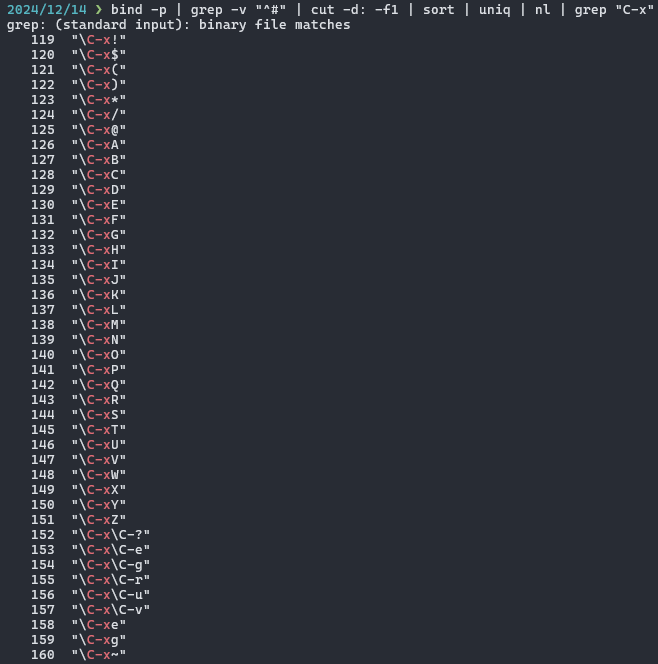 2024/12/14 ❯ bind -p | grep -v "^#" | cut -d: -f1 | sort | uniq | nl | grep "C-x"
grep: (standard input): binary file matches
119 "\C-x!"
120 "\C-x$"
121 "\C-x("
122 "\C-x)"
123 "\C-x*"
124 "\C-x/"
125 "\C-x@"
126 "\C-xA"
127 "\C-xB"
128 "\C-xC"
129 "\C-xD"
130 "\C-xE"
131 "\C-xF"
132 "\C-xG"
133 "\C-xH"
134 "\C-xI"
135 "\C-xJ"
136 "\C-xK"
137 "\C-xL"
138 "\C-xM"
139 "\C-xN"
140 "\C-xO"
141 "\C-xP"
142 "\C-xQ"
143 "\C-xR"
144 "\C-xS"
145 "\C-xT"
146 "\C-xU"
147 "\C-xV"
148 "\C-xW"
149 "\C-xX"
150 "\C-xY"
151 "\C-xZ"
152 "\C-x\C-?"
153 "\C-x\C-e"
154 "\C-x\C-g"
155 "\C-x\C-r"
156 "\C-x\C-u"
157 "\C-x\C-v"
158 "\C-xe"
159 "\C-xg"
160 "\C-x~"